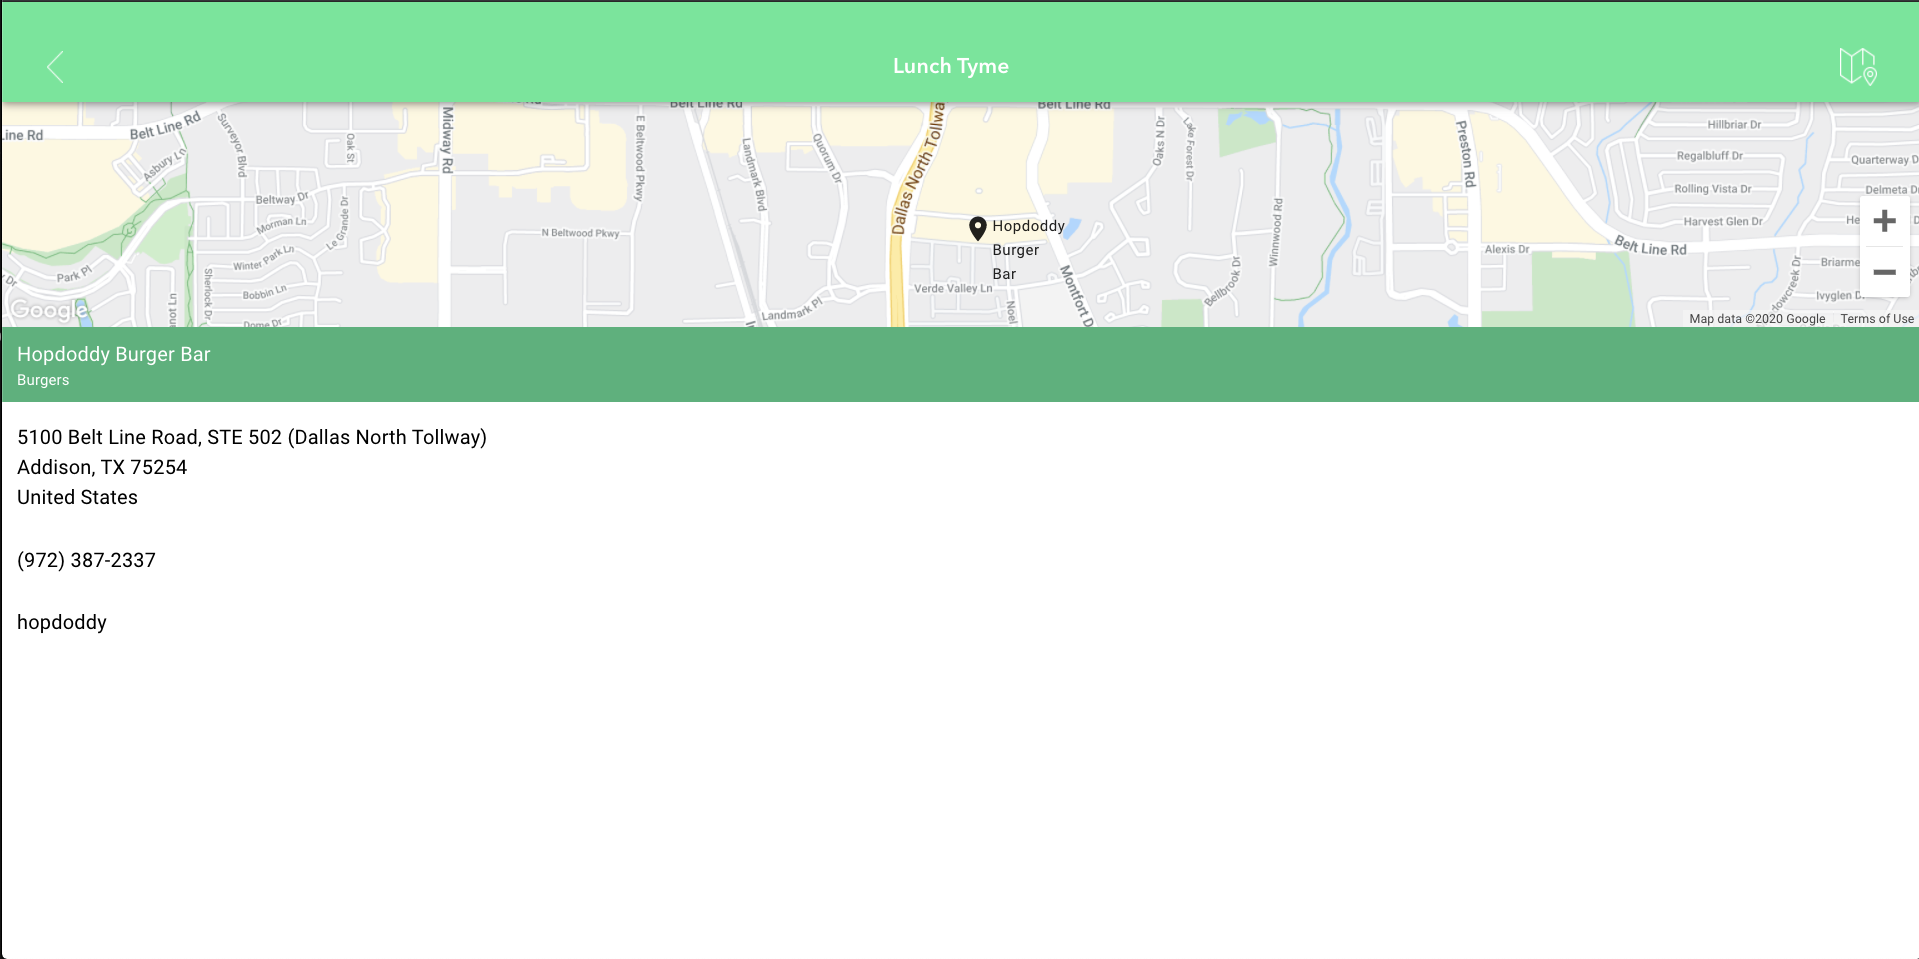 Lunch Tyme
Belt Line Rd
Belt Line Rd
Line Rd
Belt Line Rd
Surveyor Blvd
Asbury Ln
Oak St
Midway Rd
E Beltwood Pkwy
Landmark Blvd
Quorum Dr
Dallas North Tollwa
Oaks N Dr
Lake Forest Dr
Preston Rd
Hillbriar Dr
Regalbluff Dr
Quarterway D
Rolling Vista Dr
Delmeta D
Harvest Glen Dr
Beltway Dr
Morman Ln
Le Grande Dr
N Beltwood Pkwy
Winwood Rd
Hopdoddy
Burger
Bar
Alexis Dr
Belt Line Rd
Briarme
Winter Park Ln
Park Pl
Sherlock Dr
Bobbin Ln
Dome Dr
Landmark Pl
Verde Valley Ln
Noel
Montfort D
Bellbrook Dr
Ivyglen D
Google
Map data ©2020 Google
Terms of Use
Hopdoddy Burger Bar
Burgers
5100 Belt Line Road, STE 502 (Dallas North Tollway)
Addison, TX 75254
United States
(972) 387-2337
hopdoddy